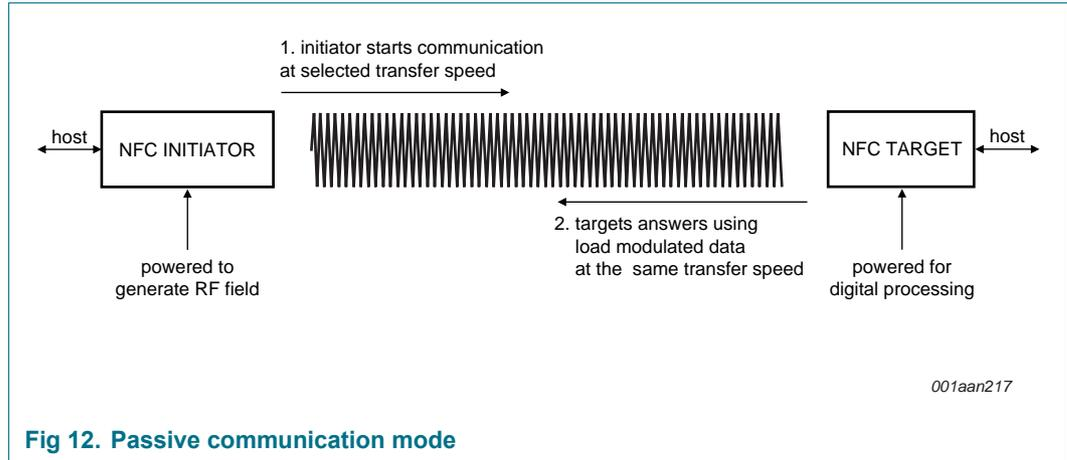 1. initiator starts communication
at selected transfer speed
host
NFC INITIATOR
NFC TARGET
host
2. targets answers using
load modulated data
at the same transfer speed
powered to
generate RF field
powered for
digital processing
001aan217
Fig 12. Passive communication mode